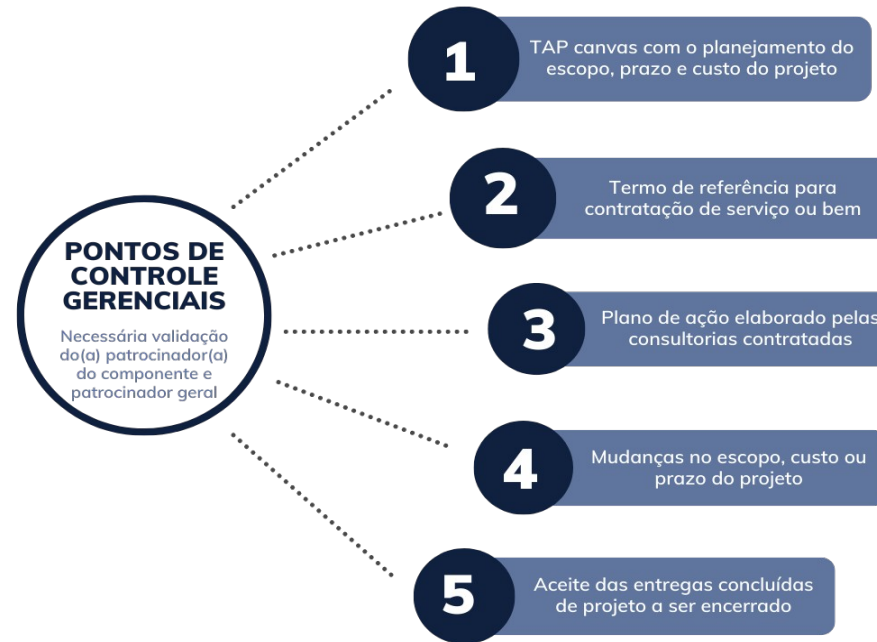 PONTOS DE
CONTROLE
GERENCIAIS
Necessária validação
do(a) patrocinador(a)
do componente e
patrocinador geral
1
TAP canvas com o planejamento do
escopo, prazo e custo do projeto
2
Termo de referência para
contratação de serviço ou bem
3
Plano de ação elaborado pelas
consultorias contratadas
4
Mudanças no escopo, custo ou
prazo do projeto
5
Aceite das entregas concluídas
de projeto a ser encerrado